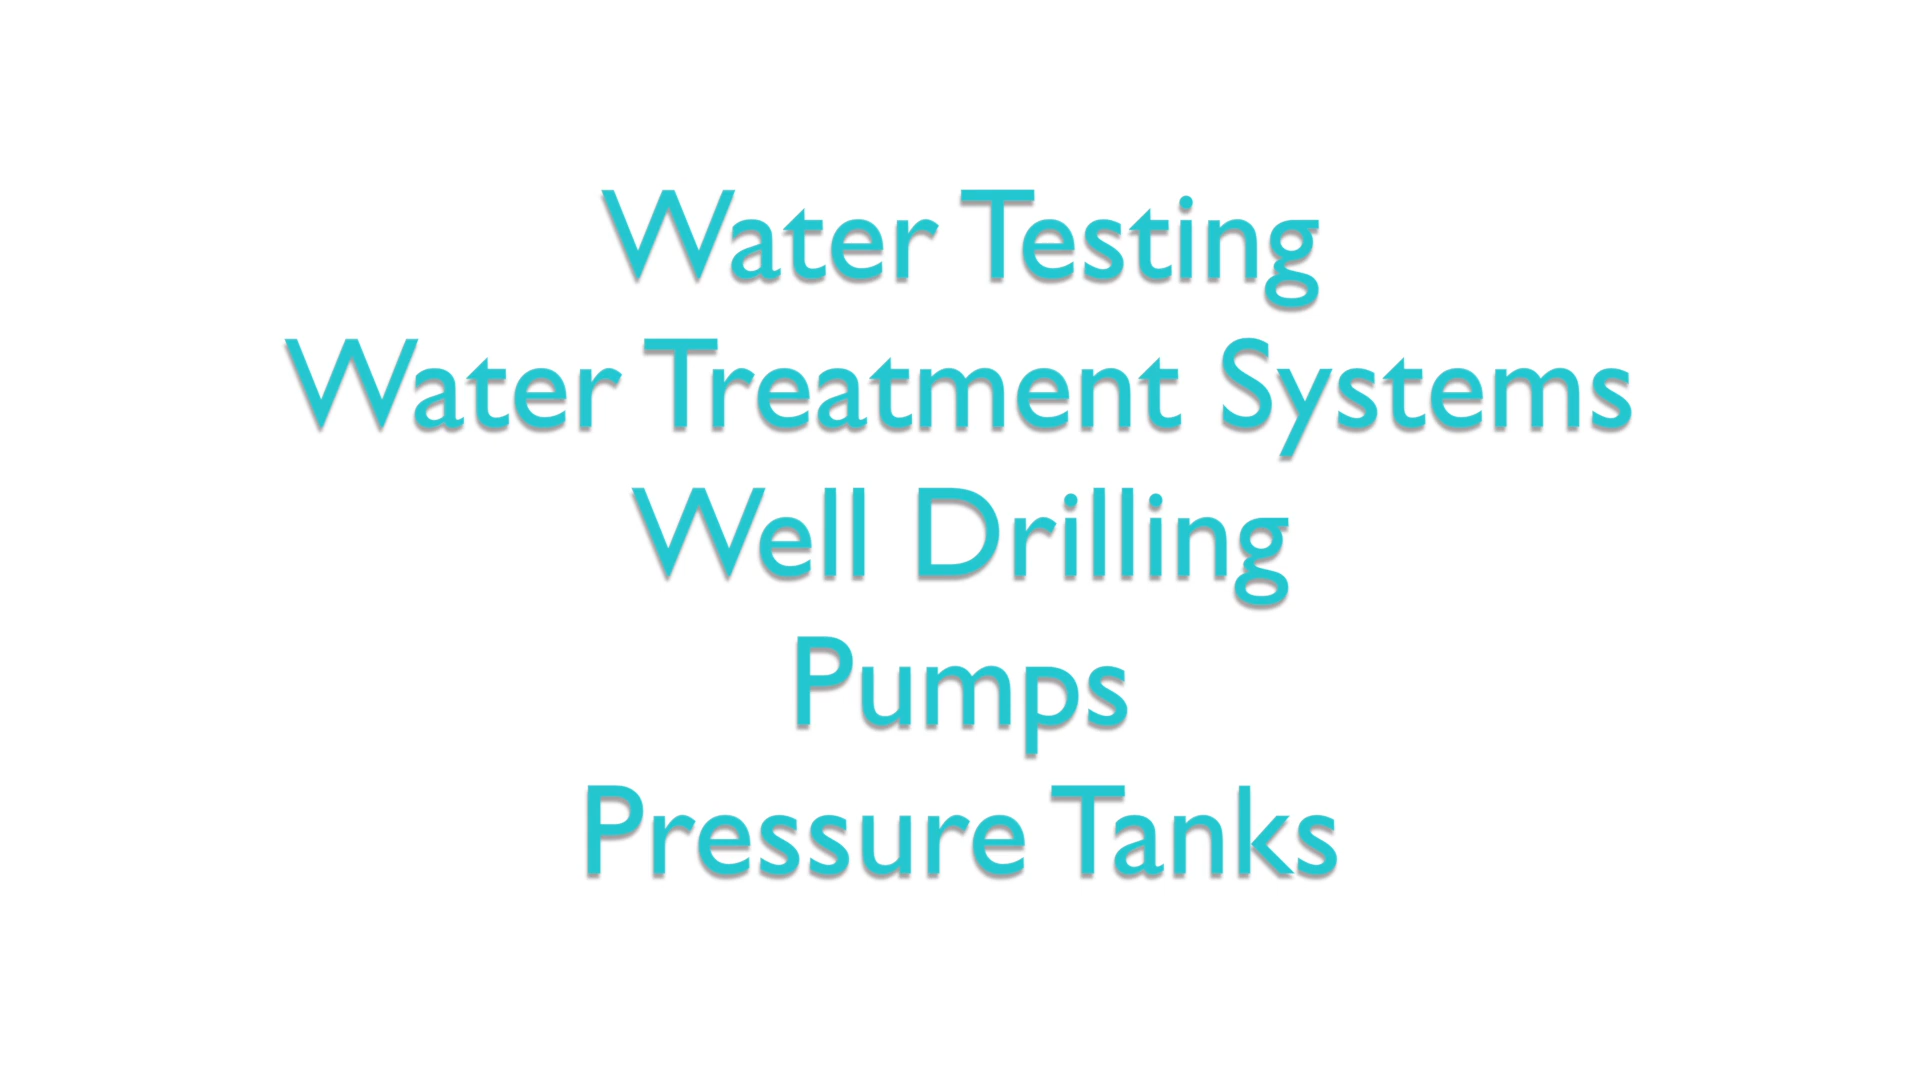 Water Testing
Water Treatment Systems
Well Drilling
Pumps
Pressure Tanks